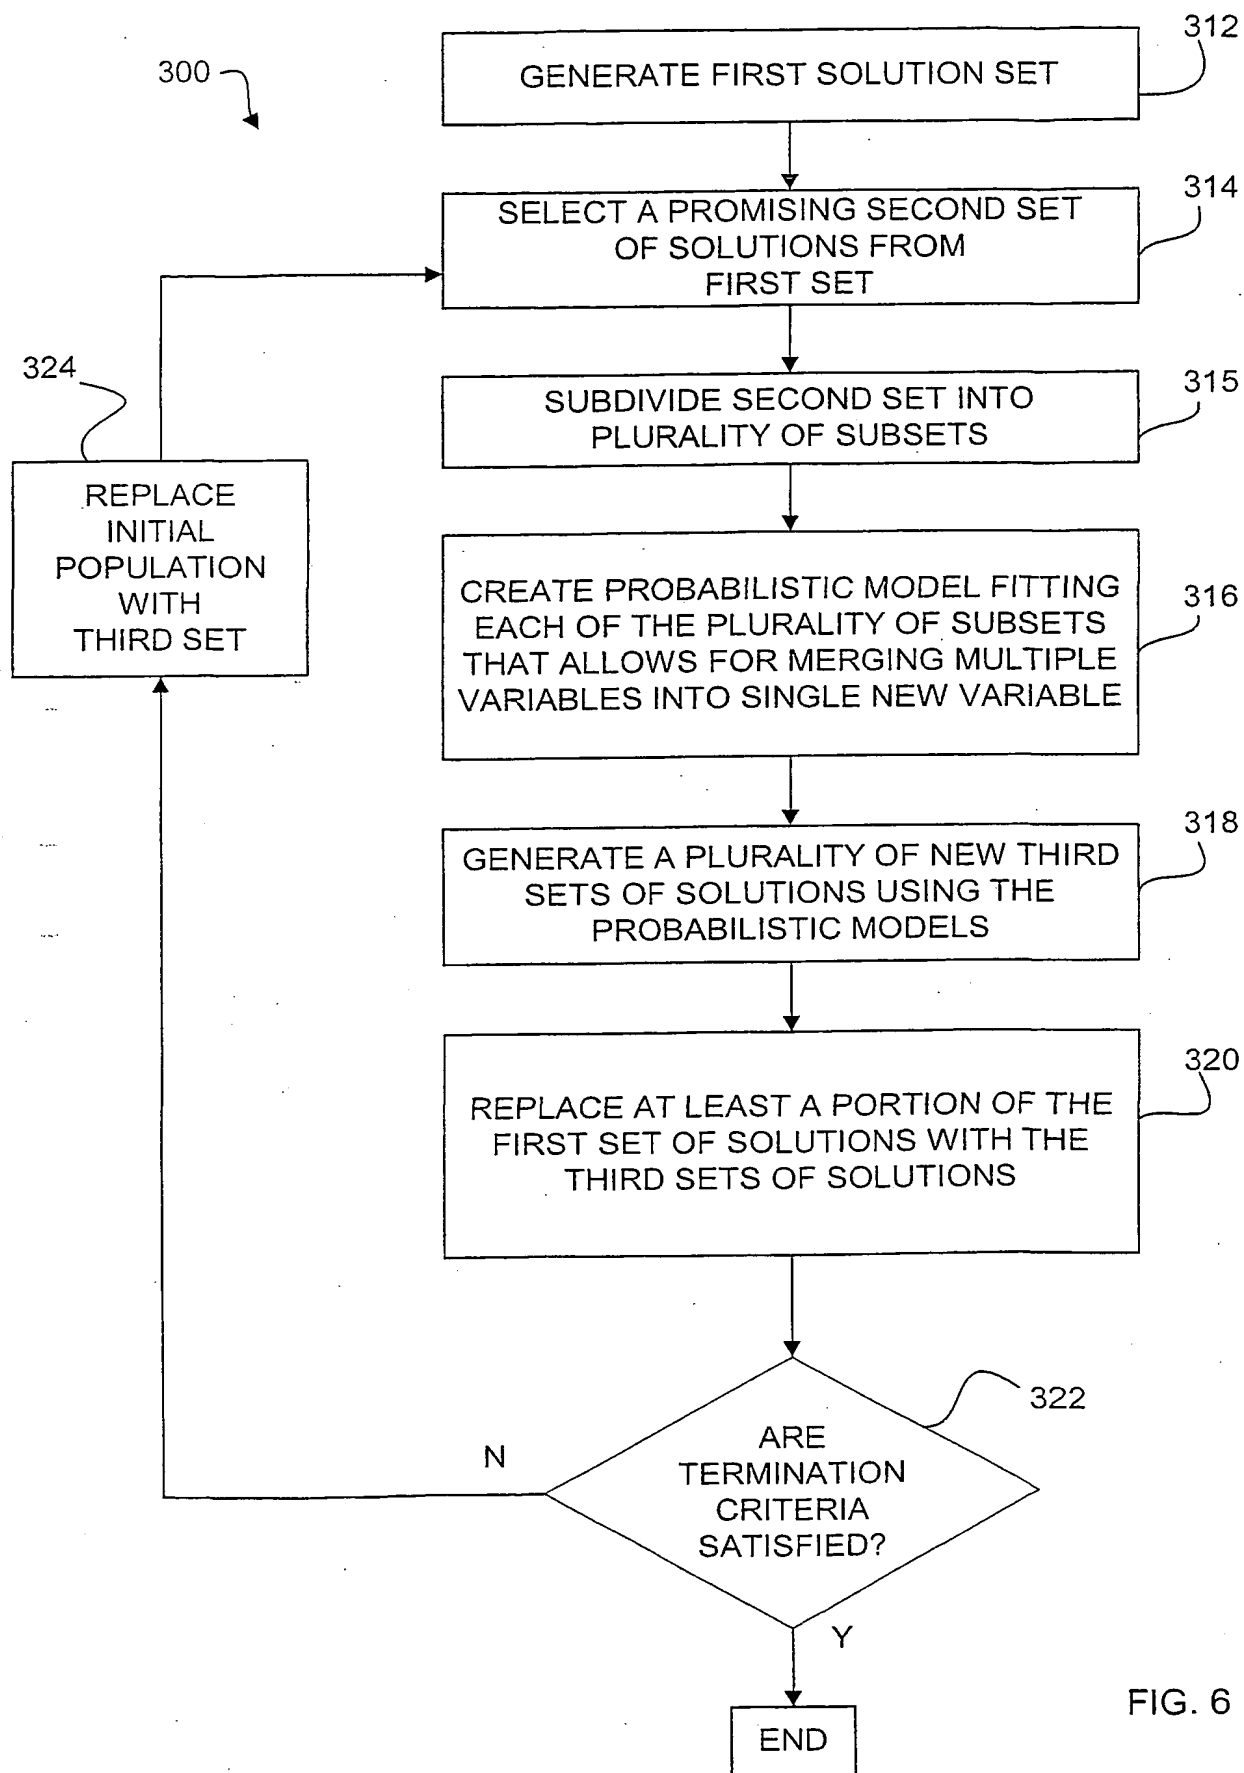 312
300
GENERATE FIRST SOLUTION SET
314
SELECT A PROMISING SECOND SET
OF SOLUTIONS FROM
FIRST SET
324
315
SUBDIVIDE SECOND SET INTO
PLURALITY OF SUBSETS
REPLACE
INITIAL
POPULATION
WITH
THIRD SET
316
CREATE PROBABILISTIC MODEL FITTING
EACH OF THE PLURALITY OF SUBSETS
THAT ALLOWS FOR MERGING MULTIPLE
VARIABLES INTO SINGLE NEW VARIABLE
318
GENERATE A PLURALITY OF NEW THIRD
SETS OF SOLUTIONS USING THE
PROBABILISTIC MODELS
320
REPLACE AT LEAST A PORTION OF THE
FIRST SET OF SOLUTIONS WITH THE
THIRD SETS OF SOLUTIONS
322
N
ARE
TERMINATION
CRITERIA
SATISFIED?
Y
FIG. 6
END